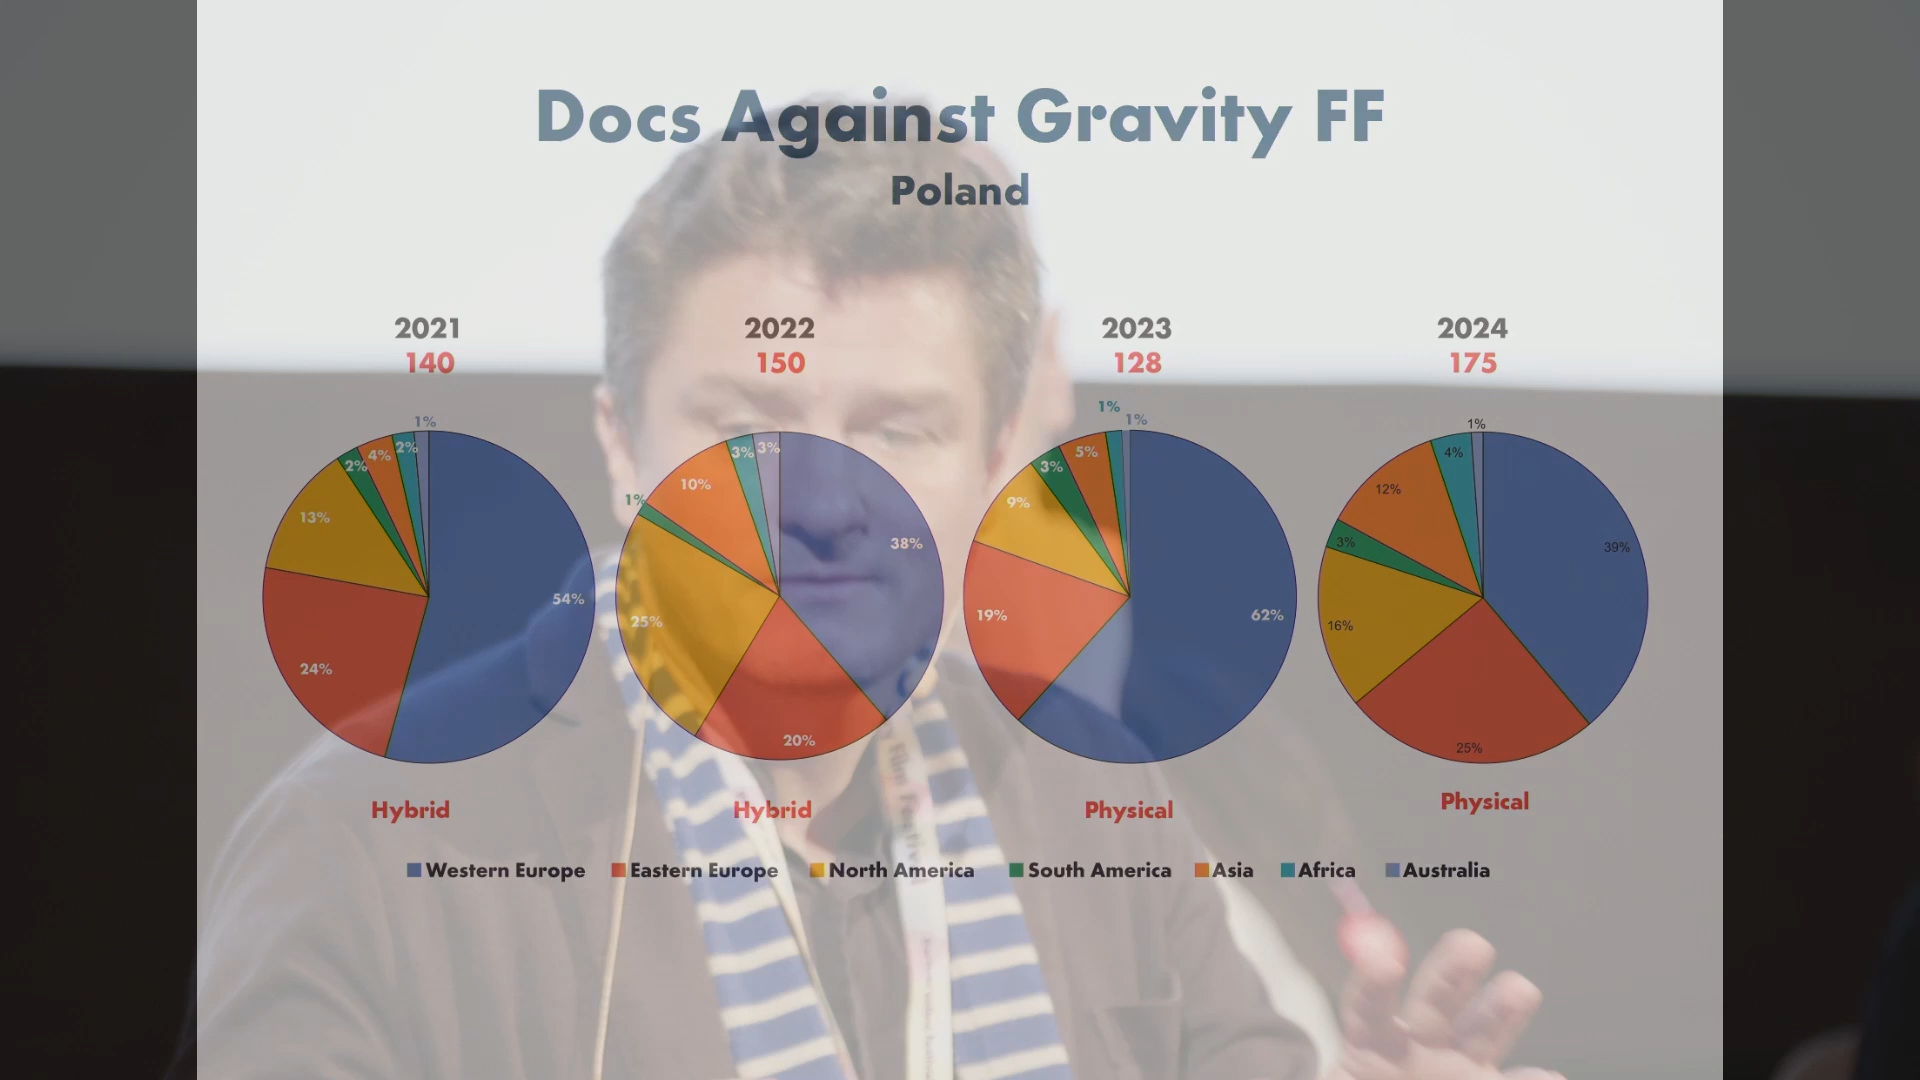 Docs Against Gravity FF
Poland
2021 2022 2023 2024
140 150 128 175
1% 2% 4% 2% 13% 54% 24%
3% 3% 10% 1% 38% 25% 20%
1% 1% 5% 3% 9% 62% 19%
1% 4% 12% 3% 39% 16% 25%
Hybrid Hybrid Physical Physical
Western Europe Eastern Europe North America South America Asia Africa Australia
Film Festival